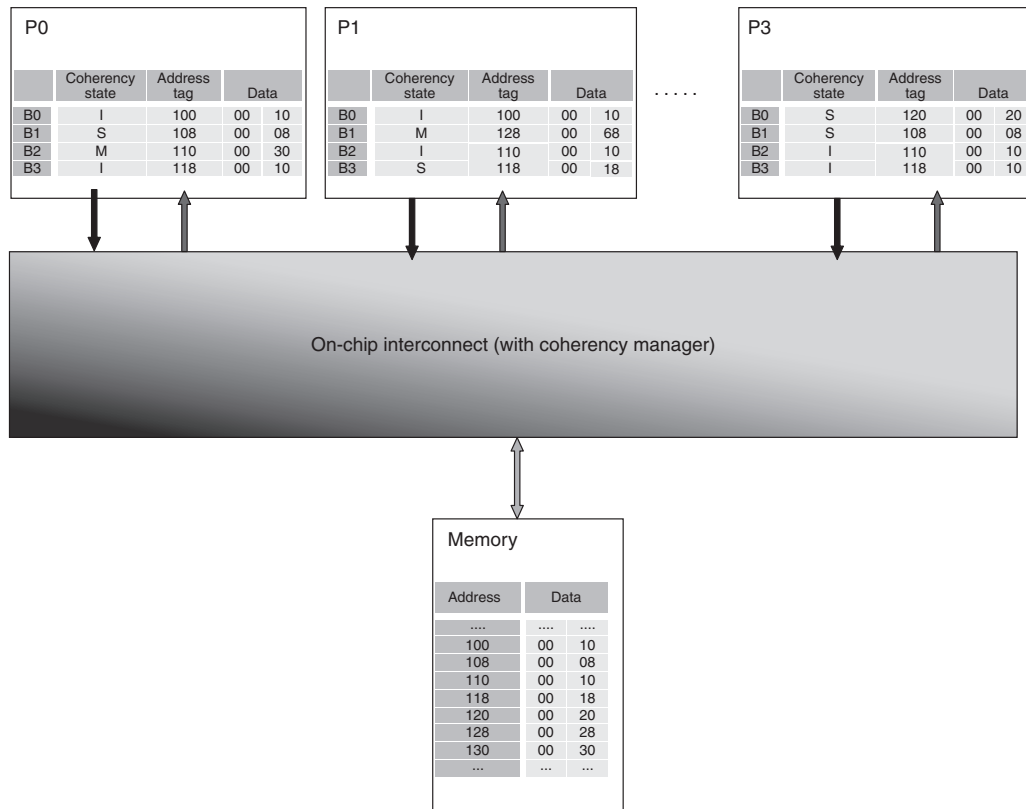 P0
Coherency state Address tag Data
B0 I 100 00 10
B1 S 108 00 08
B2 M 110 00 30
B3 I 118 00 10
P1
Coherency state Address tag Data
B0 I 100 00 10
B1 M 128 00 68
B2 I 110 00 10
B3 S 118 00 18
.....
P3
Coherency state Address tag Data
B0 S 120 00 20
B1 S 108 00 08
B2 I 110 00 10
B3 I 118 00 10
On-chip interconnect (with coherency manager)
Memory
Address Data
.... .... ....
100 00 10
108 00 08
110 00 10
118 00 18
120 00 20
128 00 28
130 00 30
... ... ...